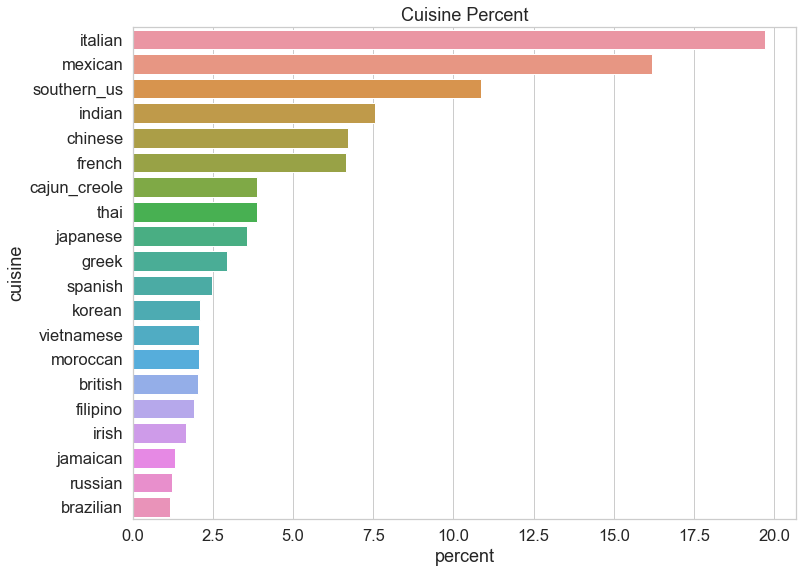 Cuisine Percent
cuisine
italian
mexican
southern_us
indian
chinese
french
cajun_creole
thai
japanese
greek
spanish
korean
vietnamese
moroccan
british
filipino
irish
jamaican
russian
brazilian
0.0 2.5 5.0 7.5 10.0 12.5 15.0 17.5 20.0
percent